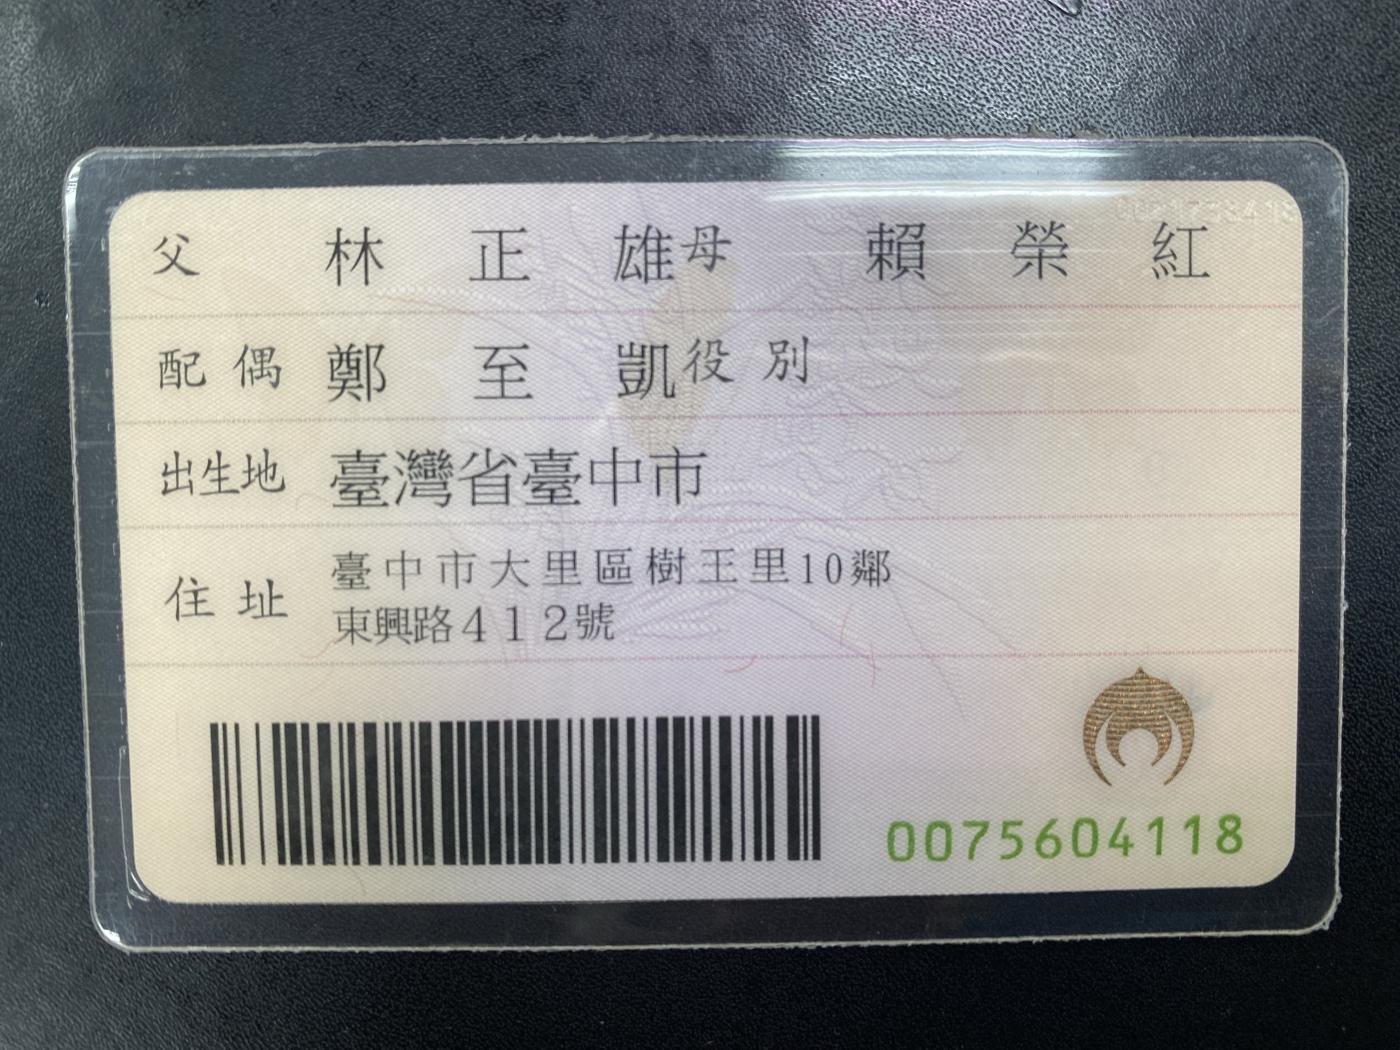 父 林正雄 母 賴榮紅
配偶 鄭至凱 役別
出生地 臺灣省臺中市
住址 臺中市大里區樹王里10鄰
東興路412號
0075604118